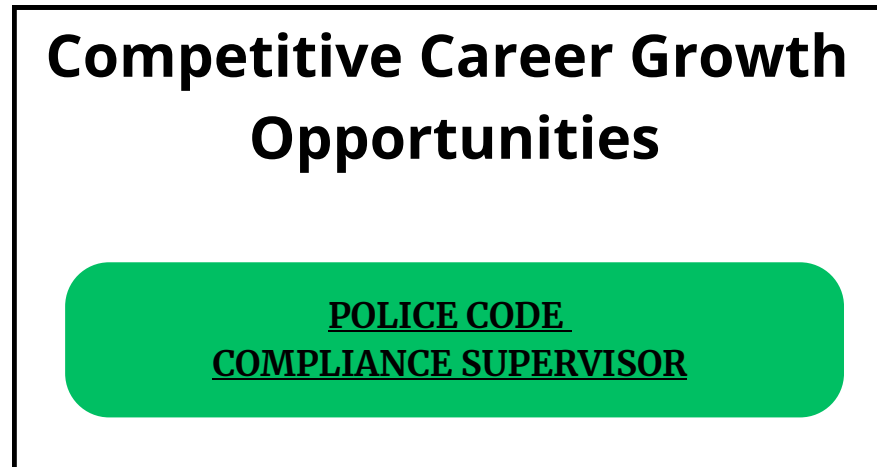 Competitive Career Growth
Opportunities
POLICE CODE
COMPLIANCE SUPERVISOR